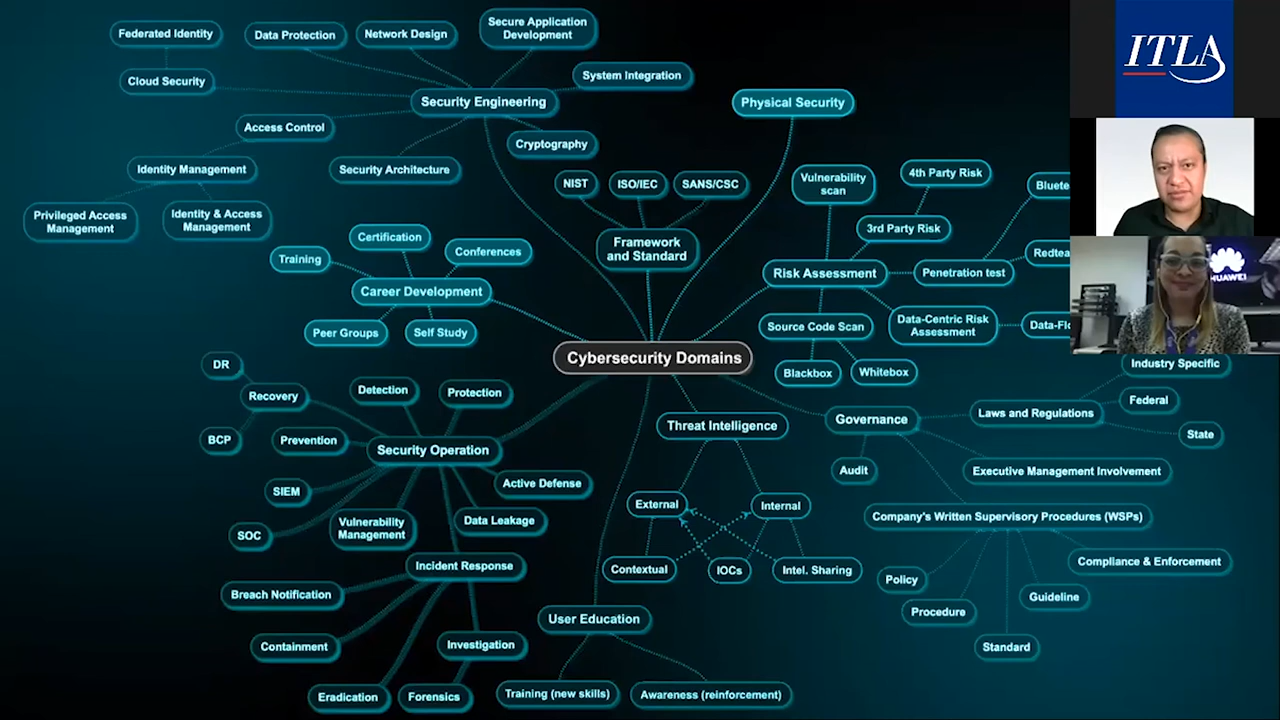 Federated Identity
Data Protection
Network Design
Secure Application
Development
Cloud Security
System Integration
Security Engineering
Physical Security
Access Control
Cryptography
Identity Management
Security Architecture
NIST
ISO/IEC
SANS/CSC
Vulnerability
scan
4th Party Risk
Privileged Access
Management
Identity & Access
Management
3rd Party Risk
Certification
Conferences
Training
Framework
and Standard
Risk Assessment
Penetration test
Career Development
Peer Groups
Self Study
Source Code Scan
Data-Centric Risk
Assessment
Cybersecurity Domains
Blackbox
Whitebox
DR
Recovery
Detection
Protection
BCP
Prevention
Security Operation
Threat Intelligence
Governance
Laws and Regulations
Industry Specific
Federal
State
SIEM
Active Defense
Audit
Executive Management Involvement
SOC
Vulnerability
Management
Data Leakage
External
Internal
Company's Written Supervisory Procedures (WSPs)
Incident Response
Contextual
IOCs
Intel. Sharing
Compliance & Enforcement
Policy
Guideline
Breach Notification
Procedure
User Education
Containment
Investigation
Standard
Eradication
Forensics
Training (new skills)
Awareness (reinforcement)
ITLA
HUAWEI